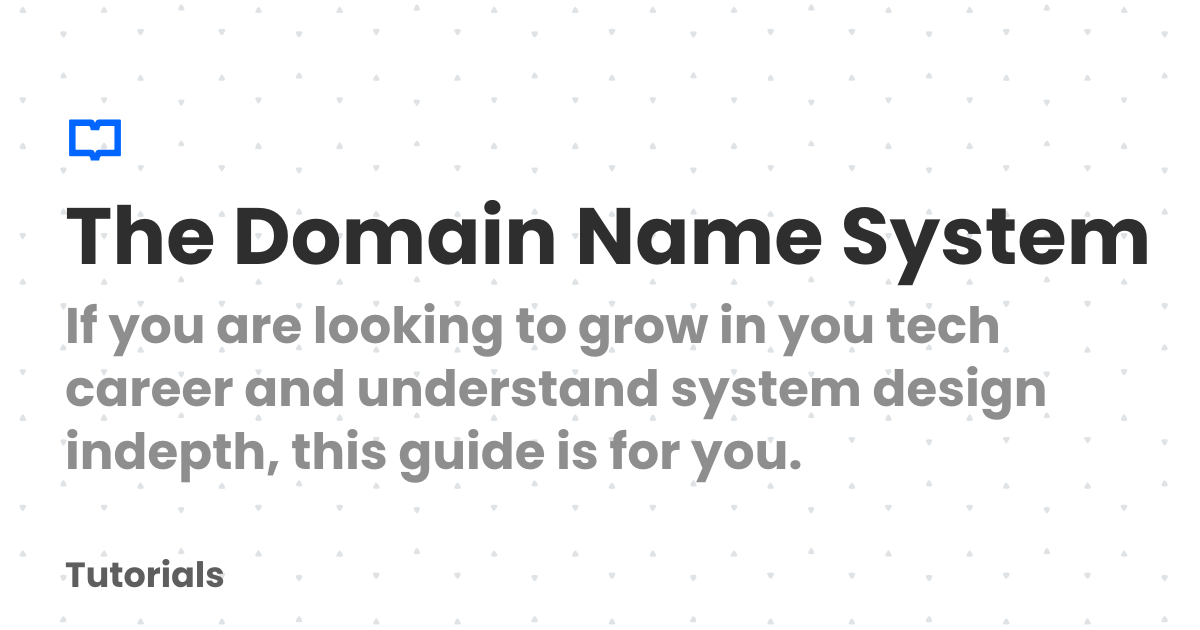 The Domain Name System
If you are looking to grow in you tech
career and understand system design
indepth, this guide is for you.
Tutorials